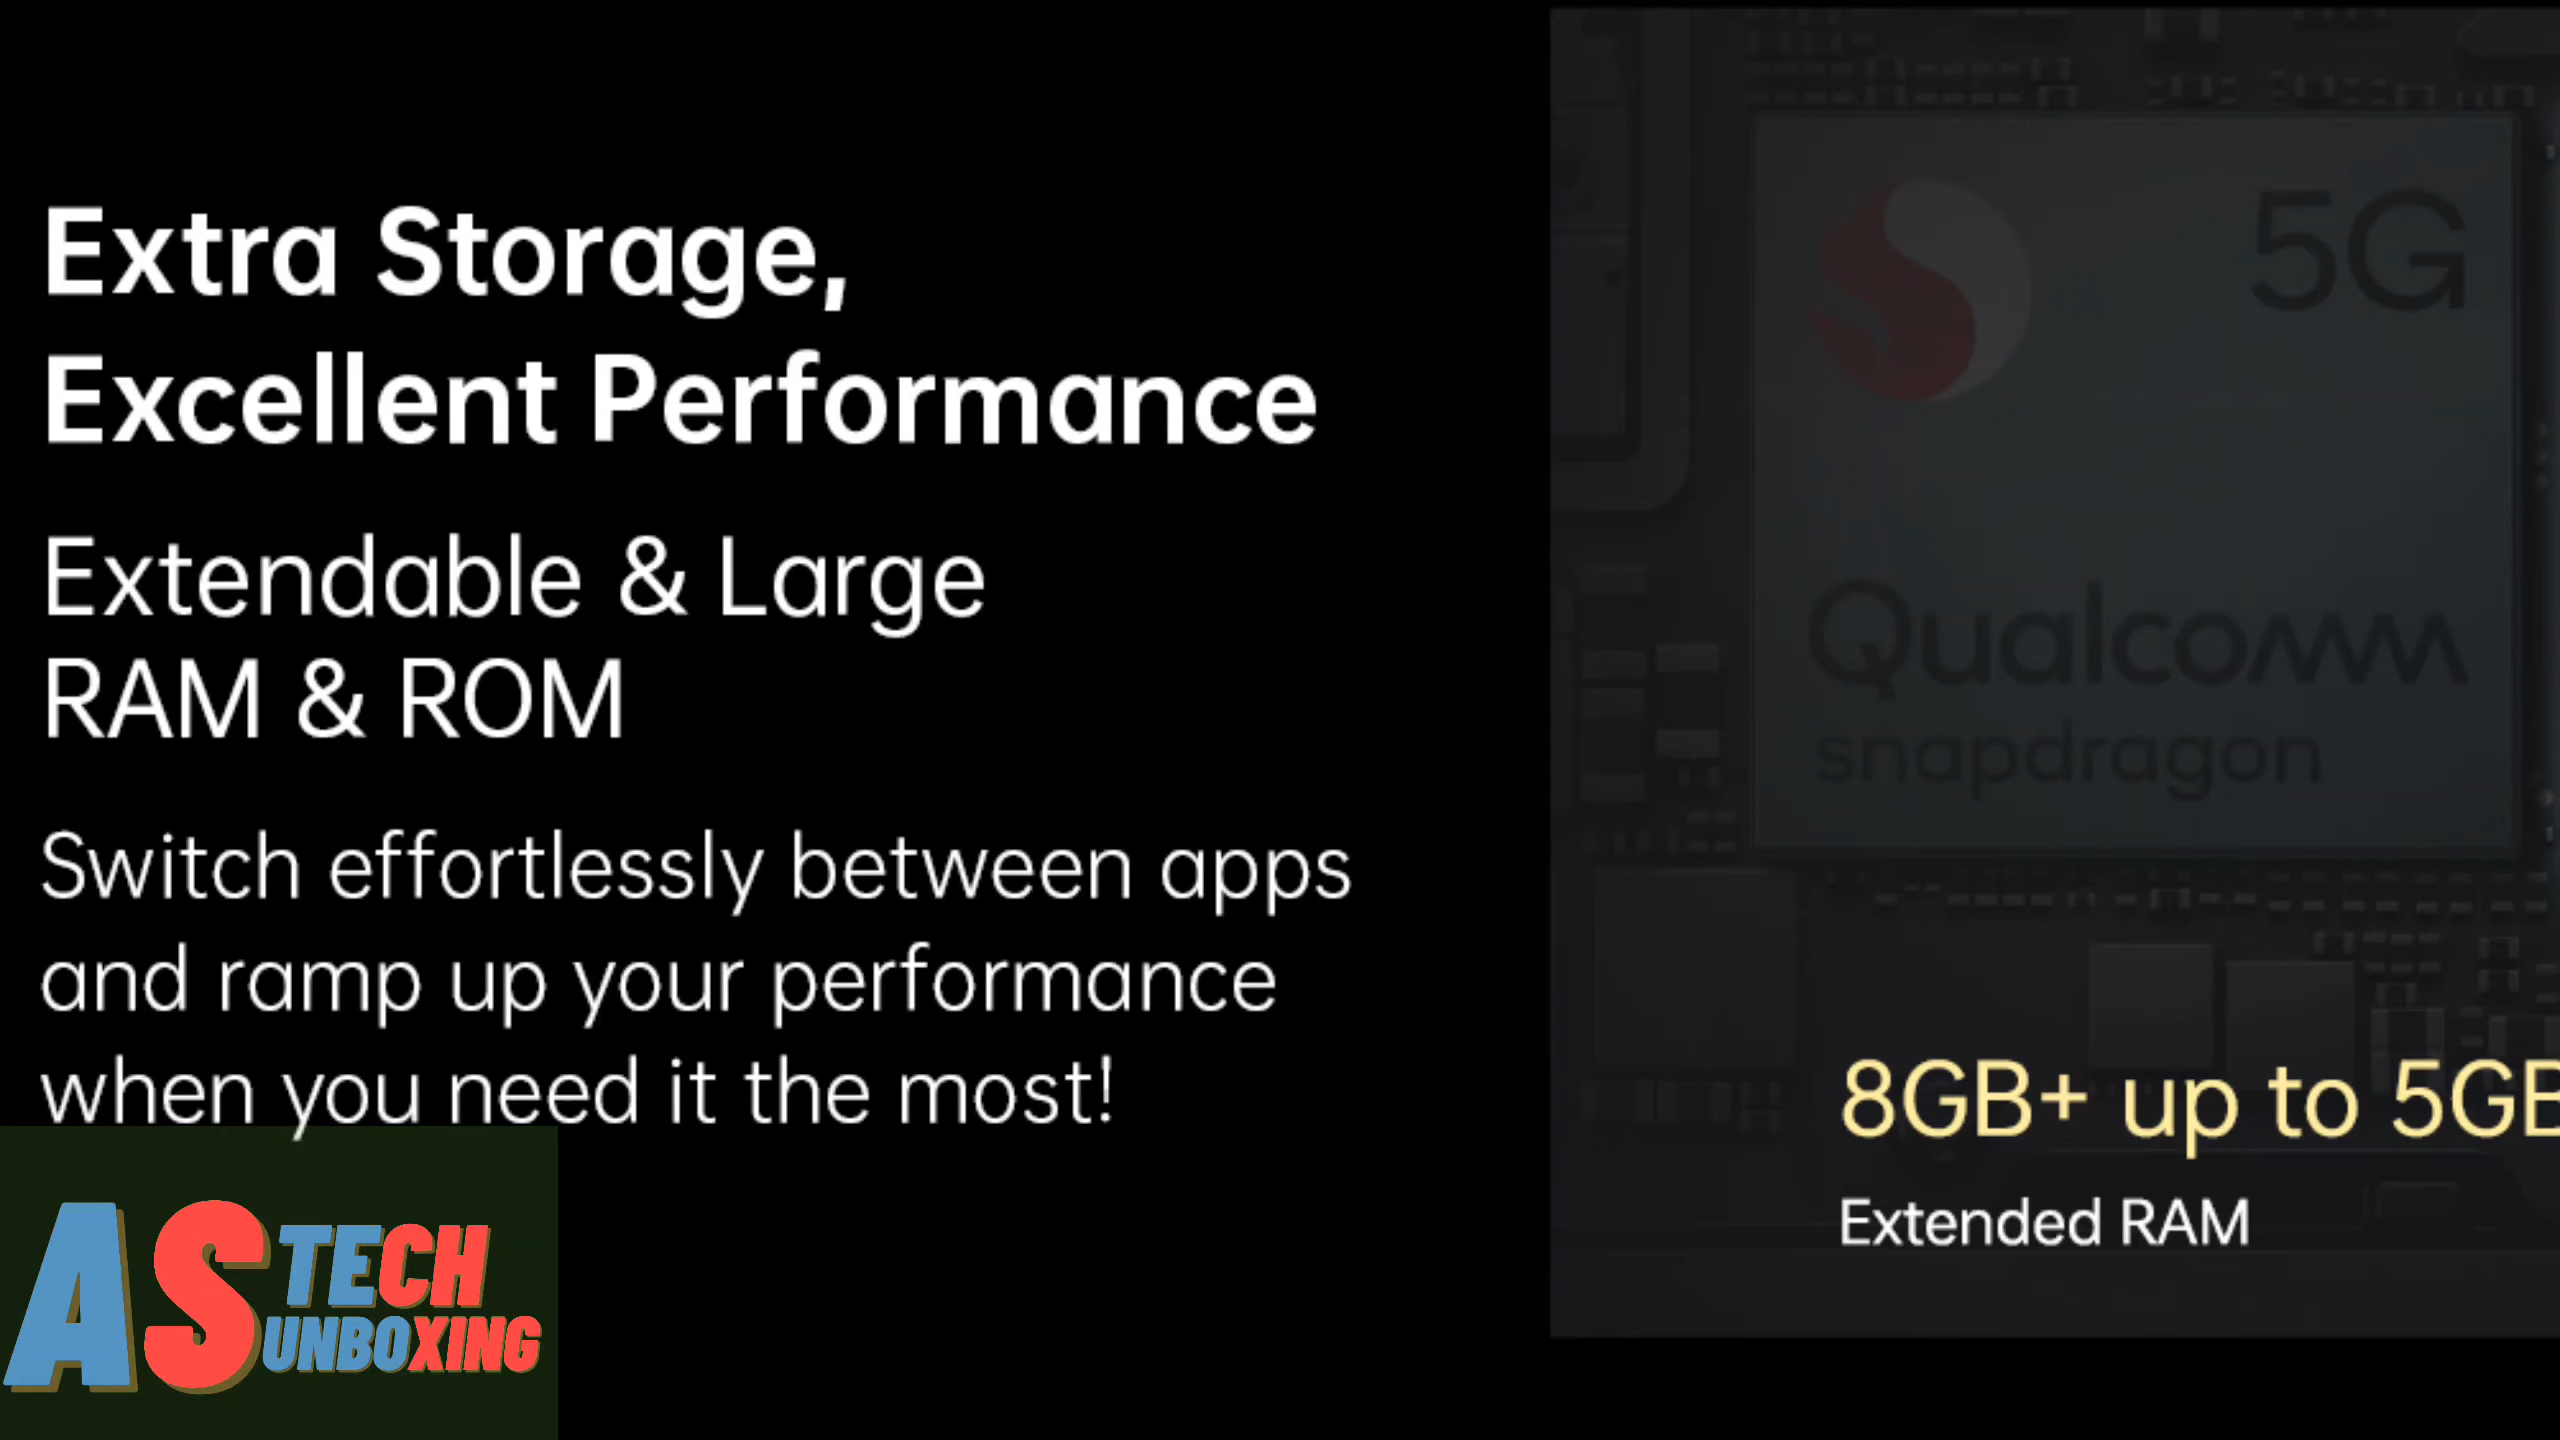 Extra Storage,
Excellent Performance
Extendable & Large
RAM & ROM
Switch effortlessly between apps
and ramp up your performance
when you need it the most!
5G
Qualcomm
snapdragon
8GB+ up to 5GB
Extended RAM
AS TECH
UNBOXING